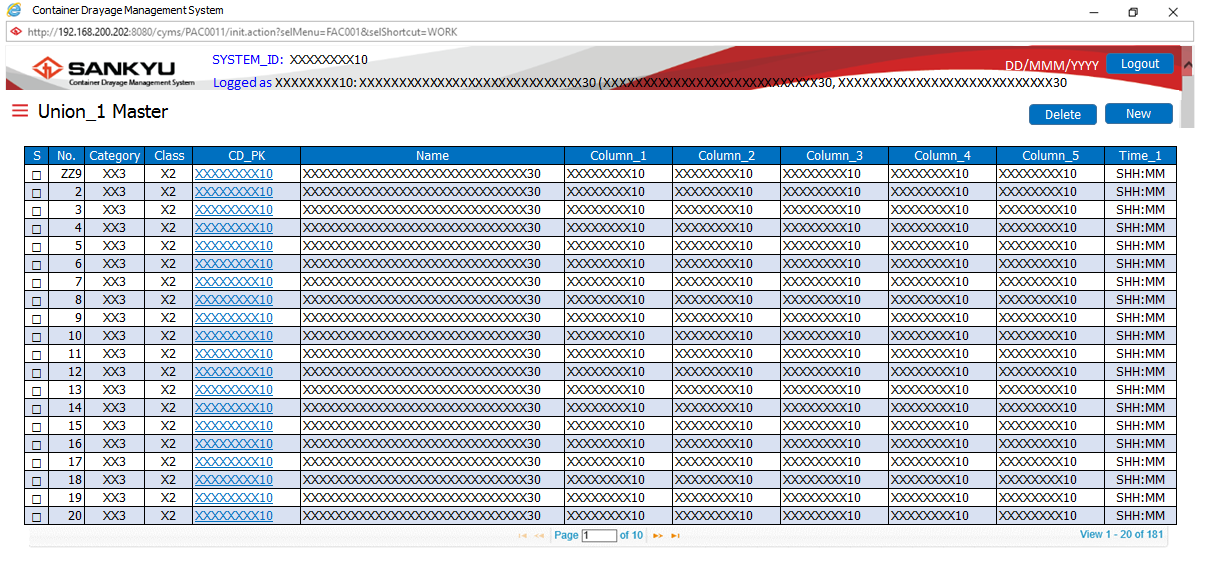 Container Drayage Management System
http://192.168.200.202:8080/cyms/PAC0011/init.action?selMenu=FAC001&selShortcut=WORK
SANKYU
Container Drayage Management System
SYSTEM_ID: XXXXXXXX10
DD/MMM/YYYY
Logout
Logged as XXXXXXXX10: XXXXXXXXXXXXXXXXXXXXXXXXXXXX30 (XXXXXXXXXXXXXXXXXXXXXXXXXXXX30, XXXXXXXXXXXXXXXXXXXXXXXXXXXX30
Union_1 Master
Delete
New
S No. Category Class CD_PK Name Column_1 Column_2 Column_3 Column_4 Column_5 Time_1
ZZ9 XX3 X2 XXXXXXXX10 XXXXXXXXXXXXXXXXXXXXXXXXXXXX30 XXXXXXXX10 XXXXXXXX10 XXXXXXXX10 XXXXXXXX10 XXXXXXXX10 SHH:MM
2 XX3 X2 XXXXXXXX10 XXXXXXXXXXXXXXXXXXXXXXXXXXXX30 XXXXXXXX10 XXXXXXXX10 XXXXXXXX10 XXXXXXXX10 XXXXXXXX10 SHH:MM
3 XX3 X2 XXXXXXXX10 XXXXXXXXXXXXXXXXXXXXXXXXXXXX30 XXXXXXXX10 XXXXXXXX10 XXXXXXXX10 XXXXXXXX10 XXXXXXXX10 SHH:MM
4 XX3 X2 XXXXXXXX10 XXXXXXXXXXXXXXXXXXXXXXXXXXXX30 XXXXXXXX10 XXXXXXXX10 XXXXXXXX10 XXXXXXXX10 XXXXXXXX10 SHH:MM
5 XX3 X2 XXXXXXXX10 XXXXXXXXXXXXXXXXXXXXXXXXXXXX30 XXXXXXXX10 XXXXXXXX10 XXXXXXXX10 XXXXXXXX10 XXXXXXXX10 SHH:MM
6 XX3 X2 XXXXXXXX10 XXXXXXXXXXXXXXXXXXXXXXXXXXXX30 XXXXXXXX10 XXXXXXXX10 XXXXXXXX10 XXXXXXXX10 XXXXXXXX10 SHH:MM
7 XX3 X2 XXXXXXXX10 XXXXXXXXXXXXXXXXXXXXXXXXXXXX30 XXXXXXXX10 XXXXXXXX10 XXXXXXXX10 XXXXXXXX10 XXXXXXXX10 SHH:MM
8 XX3 X2 XXXXXXXX10 XXXXXXXXXXXXXXXXXXXXXXXXXXXX30 XXXXXXXX10 XXXXXXXX10 XXXXXXXX10 XXXXXXXX10 XXXXXXXX10 SHH:MM
9 XX3 X2 XXXXXXXX10 XXXXXXXXXXXXXXXXXXXXXXXXXXXX30 XXXXXXXX10 XXXXXXXX10 XXXXXXXX10 XXXXXXXX10 XXXXXXXX10 SHH:MM
10 XX3 X2 XXXXXXXX10 XXXXXXXXXXXXXXXXXXXXXXXXXXXX30 XXXXXXXX10 XXXXXXXX10 XXXXXXXX10 XXXXXXXX10 XXXXXXXX10 SHH:MM
11 XX3 X2 XXXXXXXX10 XXXXXXXXXXXXXXXXXXXXXXXXXXXX30 XXXXXXXX10 XXXXXXXX10 XXXXXXXX10 XXXXXXXX10 XXXXXXXX10 SHH:MM
12 XX3 X2 XXXXXXXX10 XXXXXXXXXXXXXXXXXXXXXXXXXXXX30 XXXXXXXX10 XXXXXXXX10 XXXXXXXX10 XXXXXXXX10 XXXXXXXX10 SHH:MM
13 XX3 X2 XXXXXXXX10 XXXXXXXXXXXXXXXXXXXXXXXXXXXX30 XXXXXXXX10 XXXXXXXX10 XXXXXXXX10 XXXXXXXX10 XXXXXXXX10 SHH:MM
14 XX3 X2 XXXXXXXX10 XXXXXXXXXXXXXXXXXXXXXXXXXXXX30 XXXXXXXX10 XXXXXXXX10 XXXXXXXX10 XXXXXXXX10 XXXXXXXX10 SHH:MM
15 XX3 X2 XXXXXXXX10 XXXXXXXXXXXXXXXXXXXXXXXXXXXX30 XXXXXXXX10 XXXXXXXX10 XXXXXXXX10 XXXXXXXX10 XXXXXXXX10 SHH:MM
16 XX3 X2 XXXXXXXX10 XXXXXXXXXXXXXXXXXXXXXXXXXXXX30 XXXXXXXX10 XXXXXXXX10 XXXXXXXX10 XXXXXXXX10 XXXXXXXX10 SHH:MM
17 XX3 X2 XXXXXXXX10 XXXXXXXXXXXXXXXXXXXXXXXXXXXX30 XXXXXXXX10 XXXXXXXX10 XXXXXXXX10 XXXXXXXX10 XXXXXXXX10 SHH:MM
18 XX3 X2 XXXXXXXX10 XXXXXXXXXXXXXXXXXXXXXXXXXXXX30 XXXXXXXX10 XXXXXXXX10 XXXXXXXX10 XXXXXXXX10 XXXXXXXX10 SHH:MM
19 XX3 X2 XXXXXXXX10 XXXXXXXXXXXXXXXXXXXXXXXXXXXX30 XXXXXXXX10 XXXXXXXX10 XXXXXXXX10 XXXXXXXX10 XXXXXXXX10 SHH:MM
20 XX3 X2 XXXXXXXX10 XXXXXXXXXXXXXXXXXXXXXXXXXXXX30 XXXXXXXX10 XXXXXXXX10 XXXXXXXX10 XXXXXXXX10 XXXXXXXX10 SHH:MM
Page 1 of 10
View 1 - 20 of 181